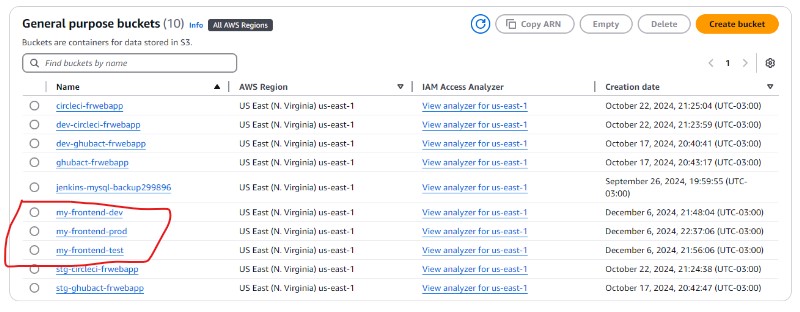 General purpose buckets (10) Info All AWS Regions
Copy ARN Empty Delete Create bucket
Buckets are containers for data stored in S3.
Find buckets by name
1
Name AWS Region IAM Access Analyzer Creation date
circleci-frwebapp US East (N. Virginia) us-east-1 View analyzer for us-east-1 October 22, 2024, 21:25:04 (UTC-03:00)
dev-circleci-frwebapp US East (N. Virginia) us-east-1 View analyzer for us-east-1 October 22, 2024, 21:23:59 (UTC-03:00)
dev-ghubact-frwebapp US East (N. Virginia) us-east-1 View analyzer for us-east-1 October 17, 2024, 20:40:41 (UTC-03:00)
ghubact-frwebapp US East (N. Virginia) us-east-1 View analyzer for us-east-1 October 17, 2024, 20:43:17 (UTC-03:00)
jenkins-mysql-backup299896 US East (N. Virginia) us-east-1 View analyzer for us-east-1 September 26, 2024, 19:59:55 (UTC-
03:00)
my-frontend-dev US East (N. Virginia) us-east-1 View analyzer for us-east-1 December 6, 2024, 21:48:04 (UTC-03:00)
my-frontend-prod US East (N. Virginia) us-east-1 View analyzer for us-east-1 December 6, 2024, 22:37:06 (UTC-03:00)
my-frontend-test US East (N. Virginia) us-east-1 View analyzer for us-east-1 December 6, 2024, 21:56:06 (UTC-03:00)
stg-circleci-frwebapp US East (N. Virginia) us-east-1 View analyzer for us-east-1 October 22, 2024, 21:24:38 (UTC-03:00)
stg-ghubact-frwebapp US East (N. Virginia) us-east-1 View analyzer for us-east-1 October 17, 2024, 20:42:47 (UTC-03:00)